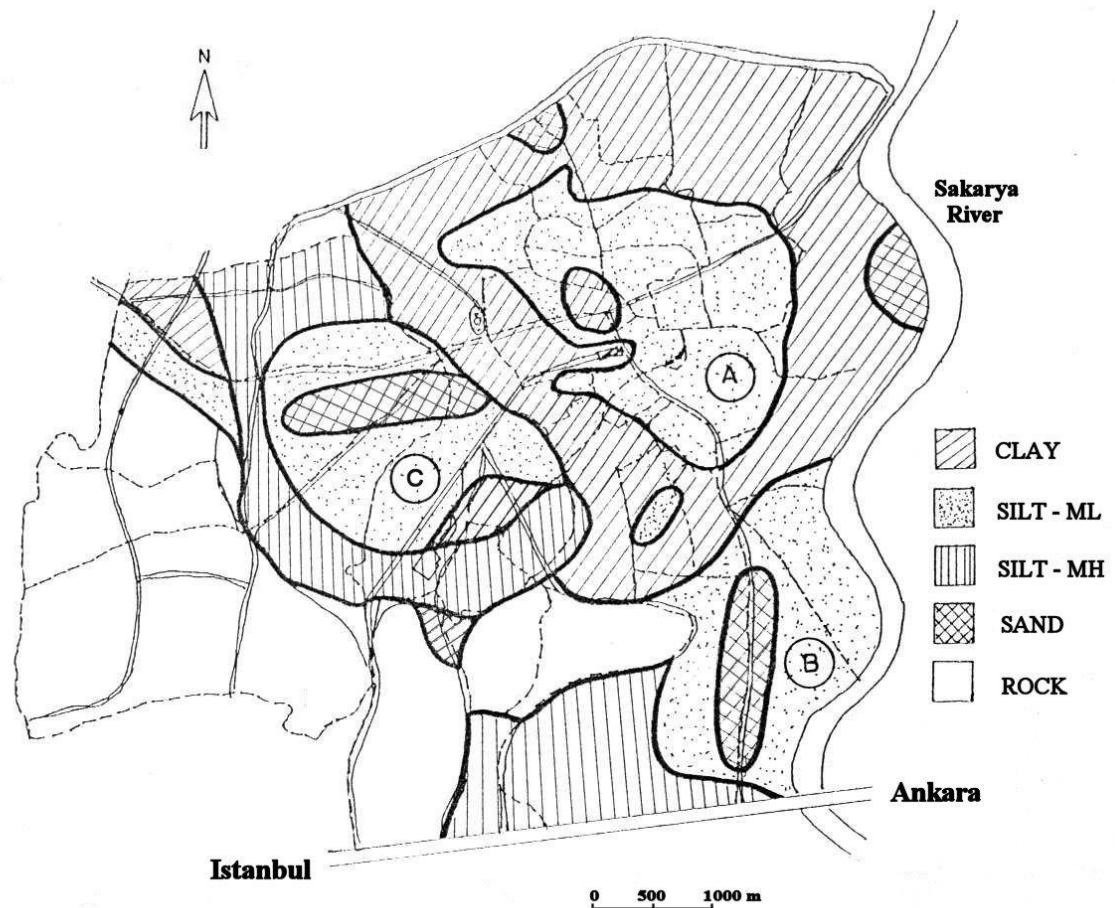 N
Sakarya
River
A
CLAY
SILT - ML
C
SILT - MH
SAND
B
ROCK
Ankara
Istanbul
0 500 1000 m